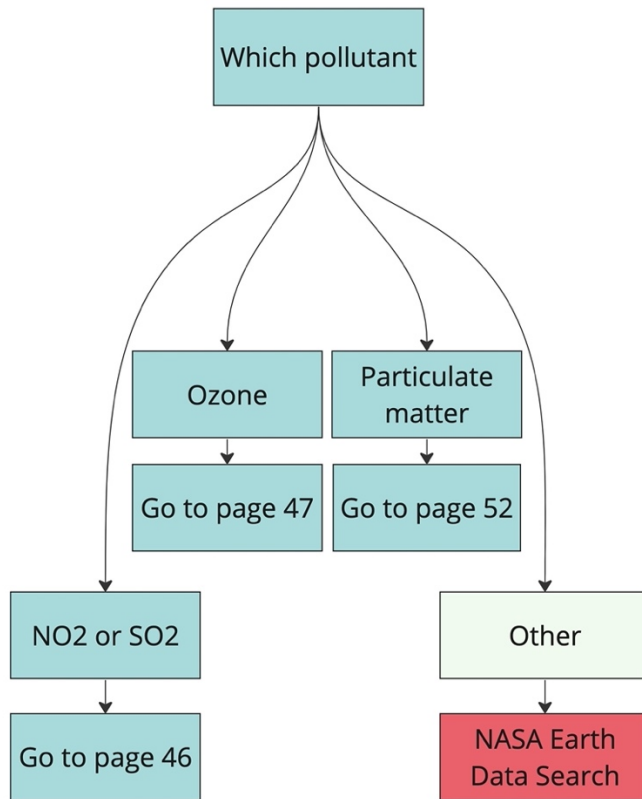 Which pollutant
Ozone
Particulate
matter
Go to page 47
Go to page 52
NO2 or SO2
Other
Go to page 46
NASA Earth
Data Search